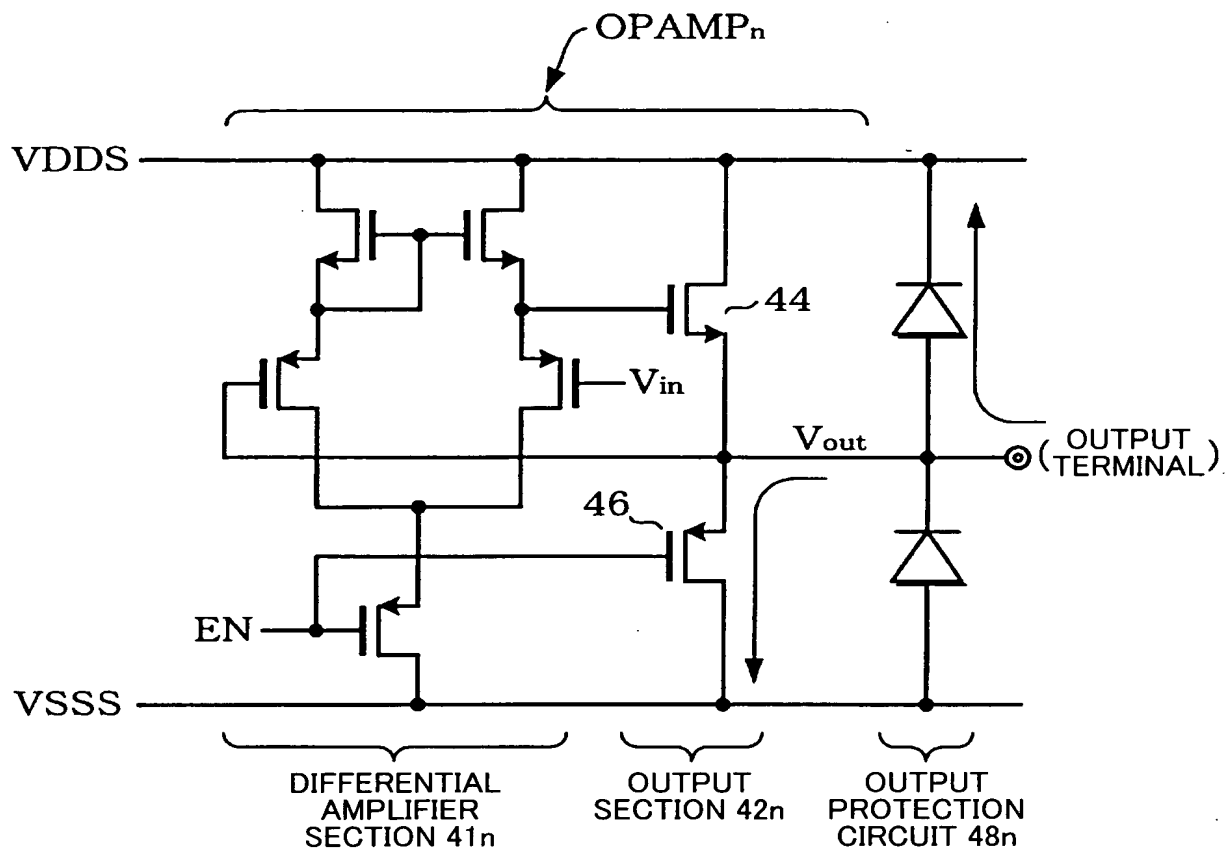 OPAMPn
VDDS
44
Vin
Vout
(OUTPUT
TERMINAL)
46
EN
VSSS
DIFFERENTIAL
AMPLIFIER
SECTION 41n
OUTPUT
SECTION 42n
OUTPUT
PROTECTION
CIRCUIT 48n